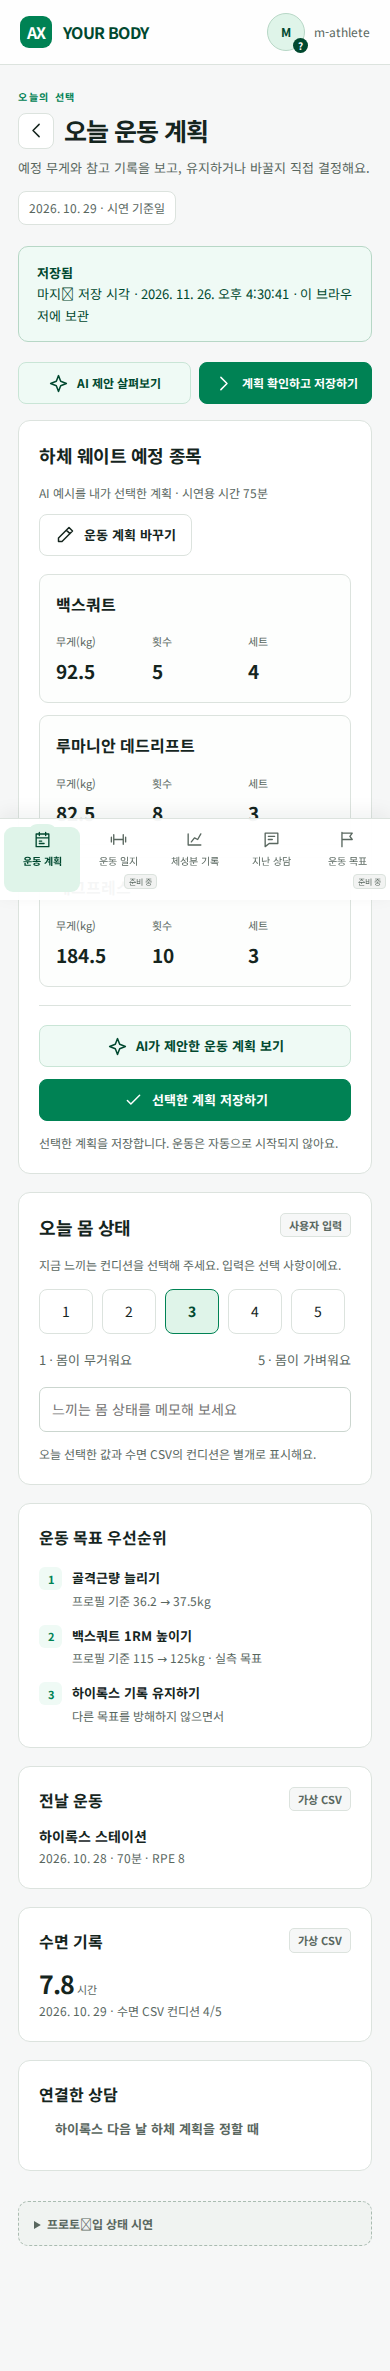 AX YOUR BODY
M
?
m-athlete
오늘의 선택
오늘 운동 계획
예정 무게와 참고 기록을 보고, 유지하거나 바꿀지 직접 결정해요.
2026. 10. 29 · 시연 기준일
저장됨
저장 시각 · 2026. 11. 26. 오후 4:30:41 · 이 브라우
저에 보관
AI 제안 살펴보기
계획 확인하고 저장하기
하체 웨이트 예정 종목
AI 예시를 내가 선택한 계획 · 시연용 시간 75분
운동 계획 바꾸기
백스쿼트
무게(kg) 횟수 세트
92.5 5 4
루마니안 데드리프트
무게(kg) 횟수 세트
82.5 8 3
운동 계획
운동 일지
준비 중
체성분 기록
지난 상담
운동 목표
준비 중
무게(kg) 횟수 세트
184.5 10 3
AI가 제안한 운동 계획 보기
선택한 계획 저장하기
선택한 계획을 저장합니다. 운동은 자동으로 시작되지 않아요.
오늘 몸 상태
사용자 입력
지금 느끼는 컨디션을 선택해 주세요. 입력은 선택 사항이에요.
1 2 3 4 5
1 · 몸이 무거워요
5 · 몸이 가벼워요
느끼는 몸 상태를 메모해 보세요
오늘 선택한 값과 수면 CSV의 컨디션은 별개로 표시해요.
운동 목표 우선순위
1 골격근량 늘리기
프로필 기준 36.2 → 37.5kg
2 백스쿼트 1RM 높이기
프로필 기준 115 → 125kg · 실측 목표
3 하이록스 기록 유지하기
다른 목표를 방해하지 않으면서
전날 운동
가상 CSV
하이록스 스테이션
2026. 10. 28 · 70분 · RPE 8
수면 기록
가상 CSV
7.8 시간
2026. 10. 29 · 수면 CSV 컨디션 4/5
연결한 상담
하이록스 다음 날 하체 계획을 정할 때
상태 시연